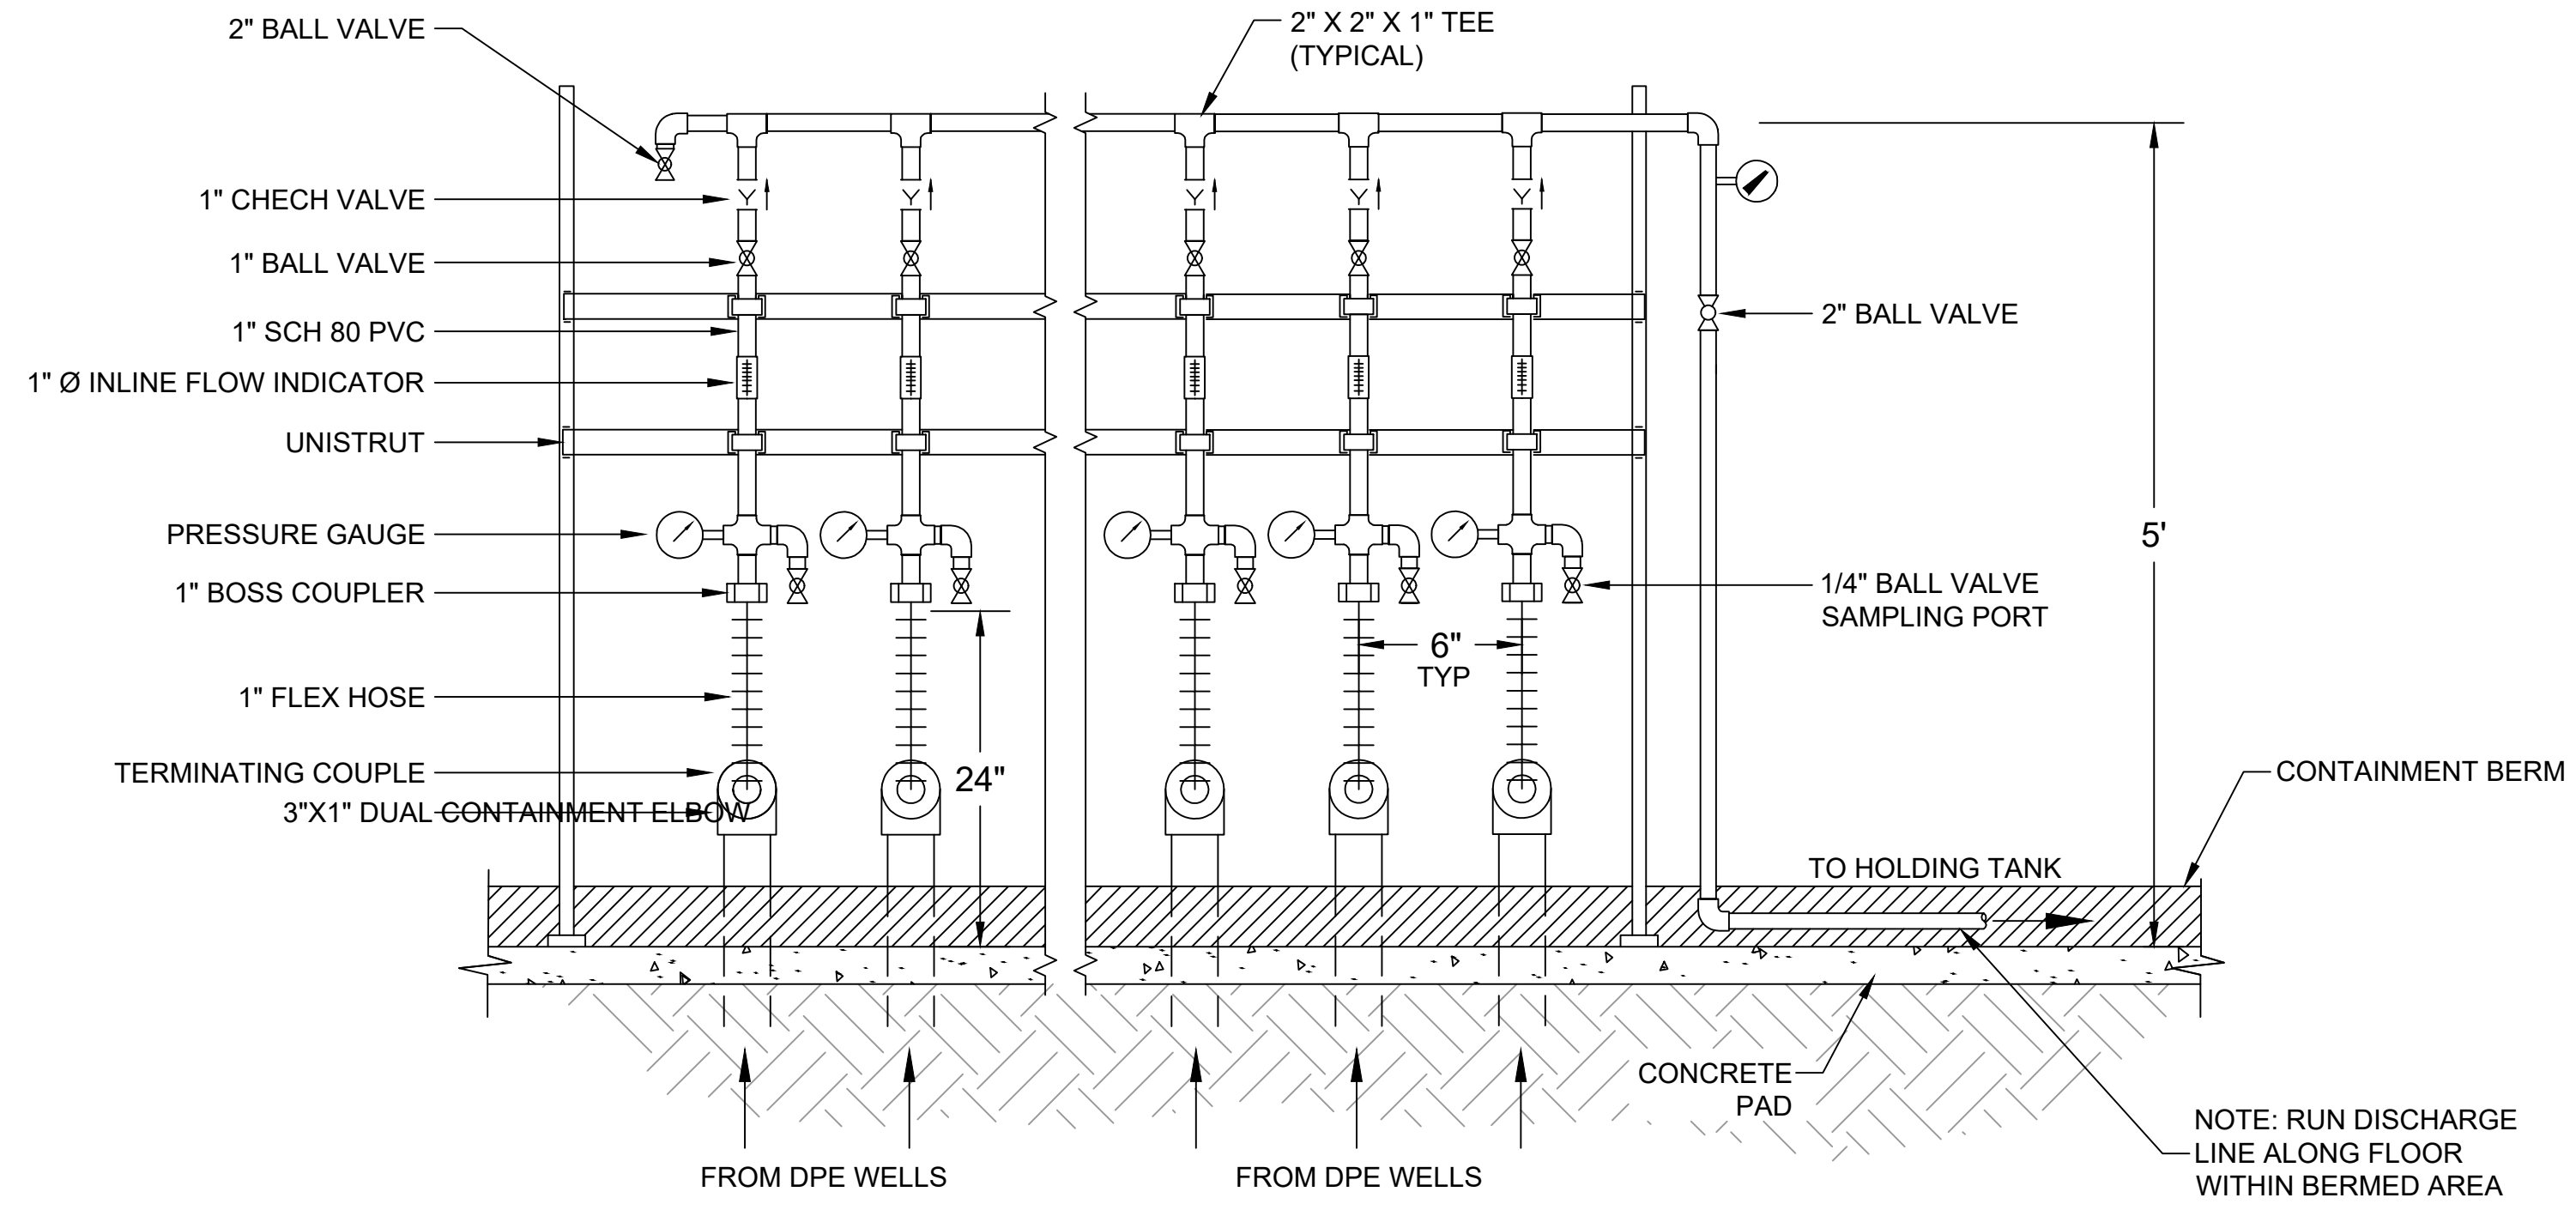 2" BALL VALVE
2" X 2" X 1" TEE
(TYPICAL)
1" CHECH VALVE
1" BALL VALVE
1" SCH 80 PVC
1" Ø INLINE FLOW INDICATOR
UNISTRUT
PRESSURE GAUGE
1" BOSS COUPLER
1" FLEX HOSE
TERMINATING COUPLE
3"X1" DUAL CONTAINMENT ELBOW
24"
6"
TYP
2" BALL VALVE
5'
1/4" BALL VALVE
SAMPLING PORT
CONTAINMENT BERM
TO HOLDING TANK
CONCRETE
PAD
NOTE: RUN DISCHARGE
LINE ALONG FLOOR
WITHIN BERMED AREA
FROM DPE WELLS
FROM DPE WELLS